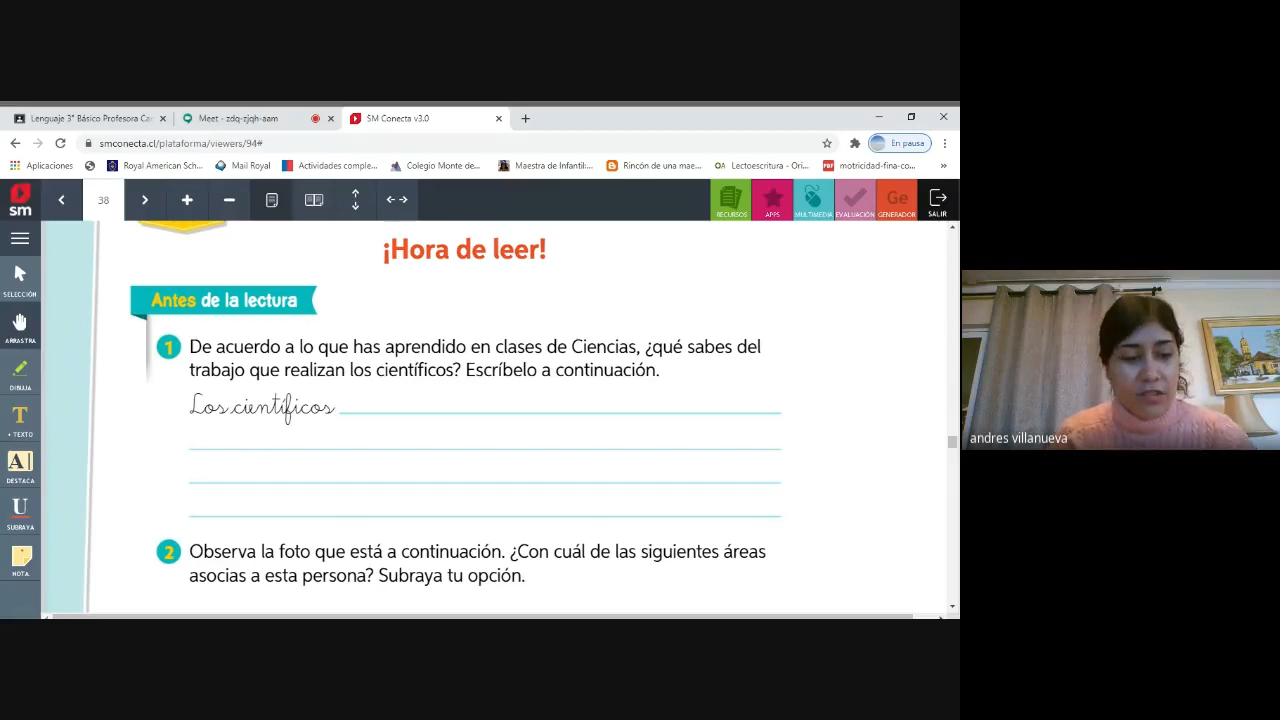 Lenguaje 3° Básico Profesora Ca
Meet - zdq-zjqh-aam
SM Conecta v3.0
smconecta.cl/plataforma/viewers/94#
En pausa
Aplicaciones
Royal American Sch...
Mail Royal
Actividades comple...
Colegio Monte de...
Maestra de Infantil:...
Rincón de una mae...
OA Lectoescritura - Ori...
PDF motricidad-fina-co...
»
sm
38
RECURSOS
APPS
MULTIMEDIA
EVALUACIÓN
Ge
GENERADOR
SALIR
SELECCIÓN
ARRASTRA
DIBUJA
T
+ TEXTO
A
DESTACA
U
SUBRAYA
NOTA
¡Hora de leer!
Antes de la lectura
1 De acuerdo a lo que has aprendido en clases de Ciencias, ¿qué sabes del
trabajo que realizan los científicos? Escríbelo a continuación.
Los científicos
2 Observa la foto que está a continuación. ¿Con cuál de las siguientes áreas
asocias a esta persona? Subraya tu opción.
andres villanueva